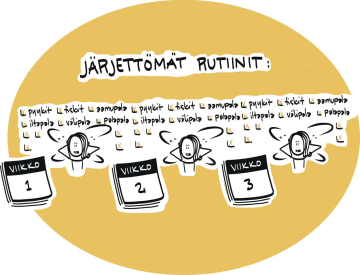 JÄRJETTÖMÄT RUTIINIT:
pyykit tiskit aamupala pyykit tiskit aamupala pyykit tiskit aamupala
iltapala välipala iltapala välipala iltapala välipala
VIIKKO 1
VIIKKO 2
VIIKKO 3